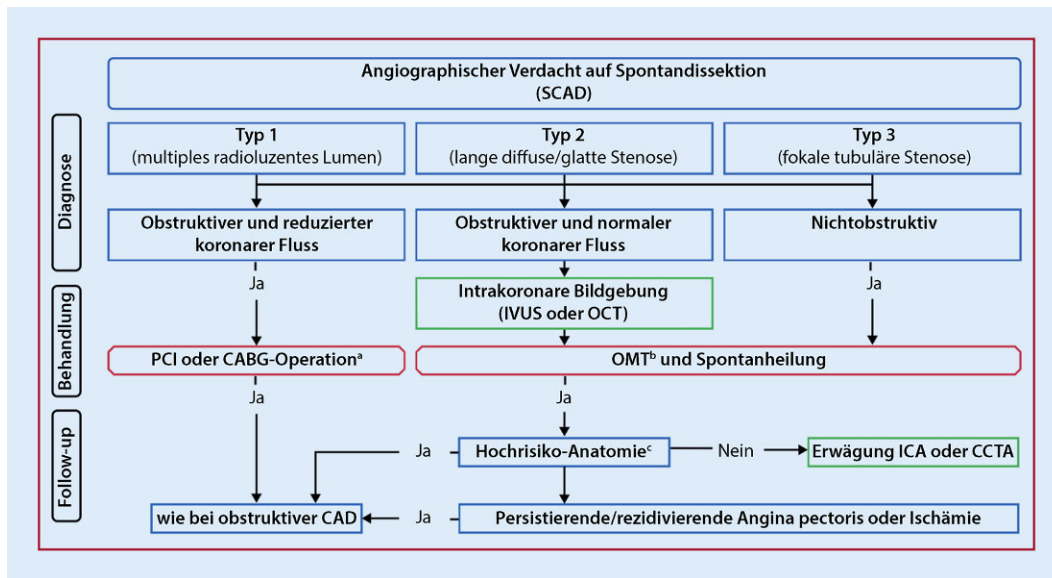 Angiographischer Verdacht auf Spontandissektion
(SCAD)
Diagnose
Typ 1
(multiples radioluzentes Lumen)
Typ 2
(lange diffuse/glatte Stenose)
Typ 3
(fokale tubuläre Stenose)
Obstruktiver und reduzierter
koronarer Fluss
Obstruktiver und normaler
koronarer Fluss
Nichtobstruktiv
Ja
Ja
Behandlung
Intrakoronare Bildgebung
(IVUS oder OCT)
PCI oder CABG-Operationᵃ
OMTᵇ und Spontanheilung
Ja
Ja
Follow-up
Ja
Hochrisiko-Anatomieᶜ
Nein
Erwägung ICA oder CCTA
wie bei obstruktiver CAD
Ja
Persistierende/rezidivierende Angina pectoris oder Ischämie